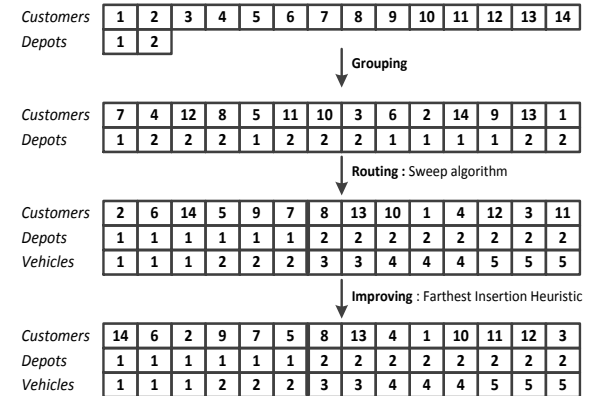 Customers 1 2 3 4 5 6 7 8 9 10 11 12 13 14
Depots 1 2
Grouping
Customers 7 4 12 8 5 11 10 3 6 2 14 9 13 1
Depots 1 2 2 2 1 2 2 2 1 1 1 1 2 2
Routing : Sweep algorithm
Customers 2 6 14 5 9 7 8 13 10 1 4 12 3 11
Depots 1 1 1 1 1 1 2 2 2 2 2 2 2 2
Vehicles 1 1 1 2 2 2 3 3 4 4 4 5 5 5
Improving : Farthest Insertion Heuristic
Customers 14 6 2 9 7 5 8 13 4 1 10 11 12 3
Depots 1 1 1 1 1 1 2 2 2 2 2 2 2 2
Vehicles 1 1 1 2 2 2 3 3 4 4 4 5 5 5